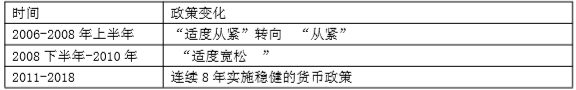 时间 政策变化
2006-2008 年上半年 “适度从紧”转向 “从紧”
2008 下半年-2010 年 “适度宽松 ”
2011-2018 连续 8 年实施稳健的货币政策